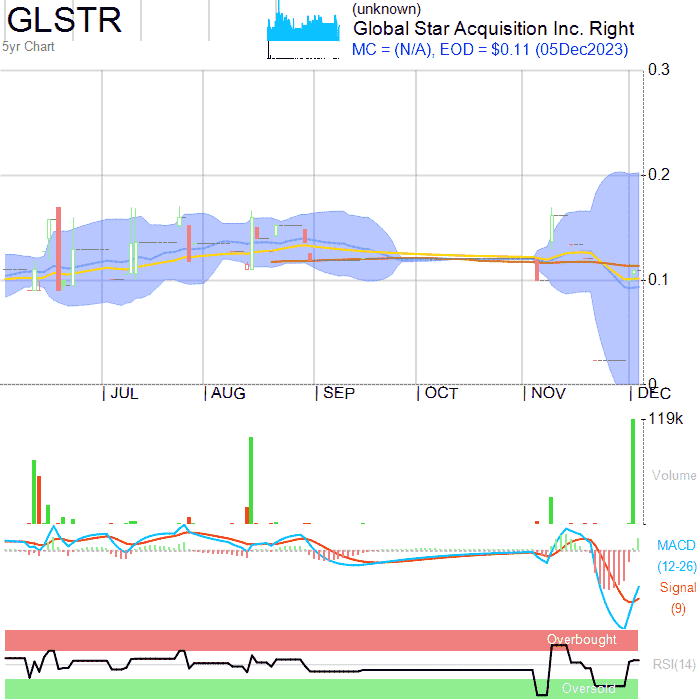 GLSTR
5yr Chart
(unknown)
Global Star Acquisition Inc. Right
MC = (N/A), EOD = $0.11 (05Dec2023)
0.3
0.2
0.1
0
| JUL | AUG | SEP | OCT | NOV | DEC
119k
Volume
MACD
(12-26)
Signal
(9)
Overbought
RSI(14)
Oversold